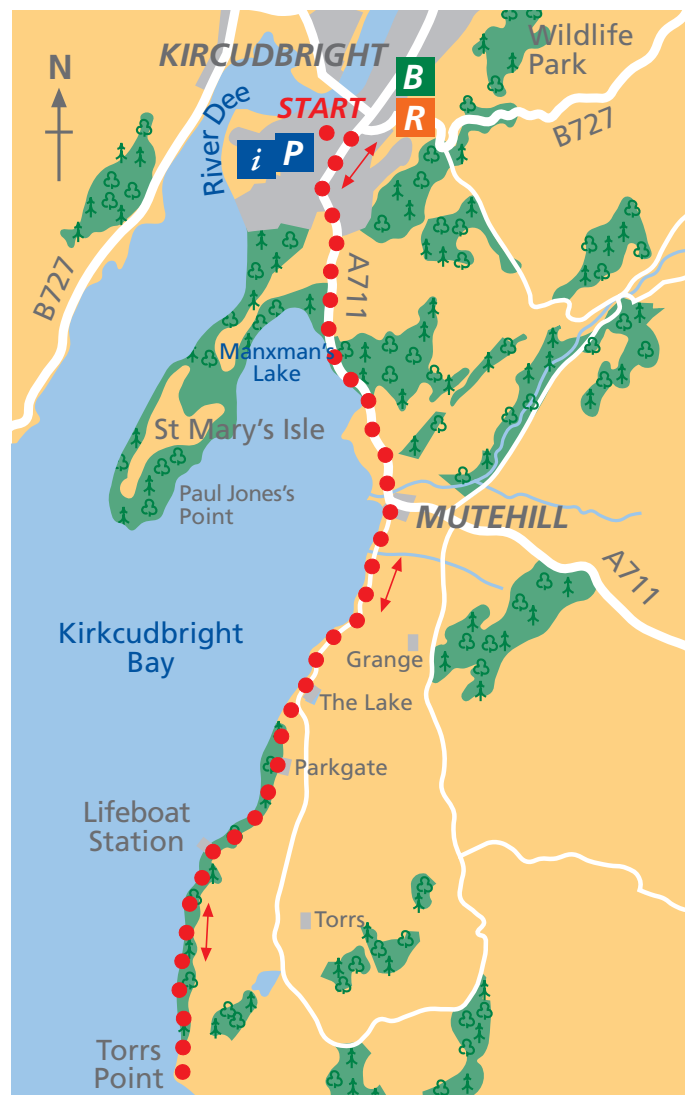 KIRCUDBRIGHT
Wildlife
Park
N
B
START
R
River Dee
i
P
B727
B727
A711
Manxman's
Lake
St Mary's Isle
Paul Jones's
Point
MUTEHILL
A711
Kirkcudbright
Bay
Grange
The Lake
Parkgate
Lifeboat
Station
Torrs
Torrs
Point